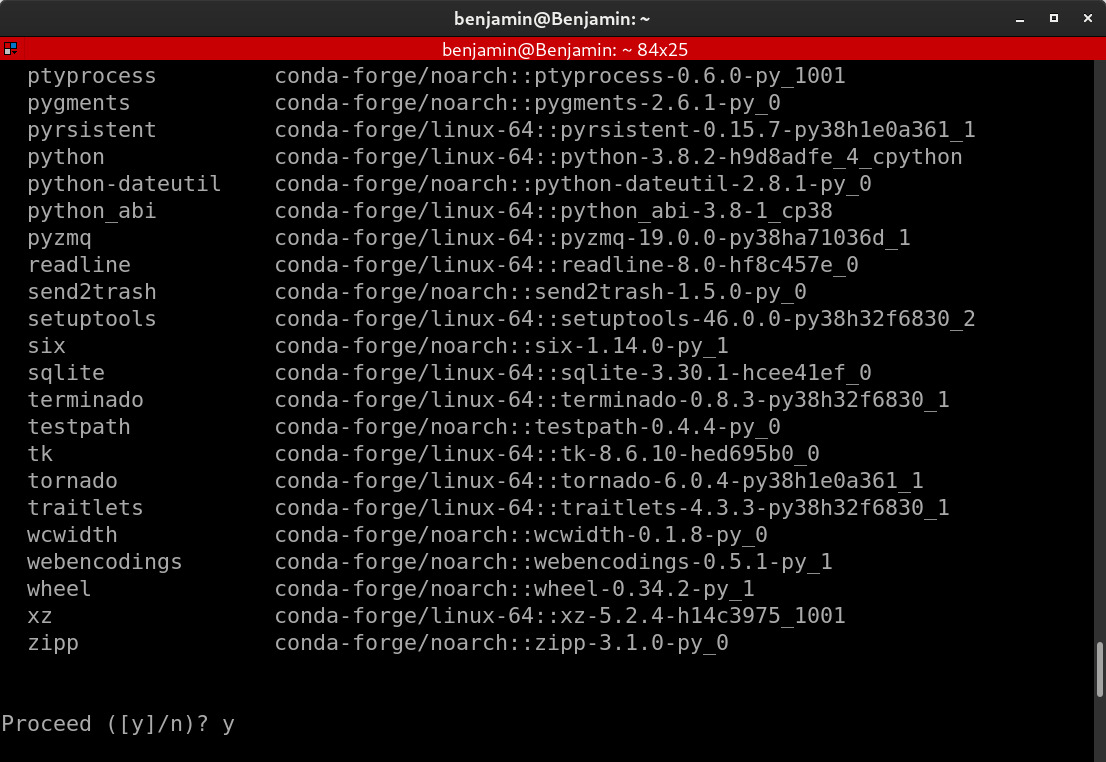 benjamin@Benjamin: ~
benjamin@Benjamin: ~ 84x25
ptyprocess conda-forge/noarch::ptyprocess-0.6.0-py_1001
pygments conda-forge/noarch::pygments-2.6.1-py_0
pyrsistent conda-forge/linux-64::pyrsistent-0.15.7-py38h1e0a361_1
python conda-forge/linux-64::python-3.8.2-h9d8adfe_4_cpython
python-dateutil conda-forge/noarch::python-dateutil-2.8.1-py_0
python_abi conda-forge/linux-64::python_abi-3.8-1_cp38
pyzmq conda-forge/linux-64::pyzmq-19.0.0-py38ha71036d_1
readline conda-forge/linux-64::readline-8.0-hf8c457e_0
send2trash conda-forge/noarch::send2trash-1.5.0-py_0
setuptools conda-forge/linux-64::setuptools-46.0.0-py38h32f6830_2
six conda-forge/noarch::six-1.14.0-py_1
sqlite conda-forge/linux-64::sqlite-3.30.1-hcee41ef_0
terminado conda-forge/linux-64::terminado-0.8.3-py38h32f6830_1
testpath conda-forge/noarch::testpath-0.4.4-py_0
tk conda-forge/linux-64::tk-8.6.10-hed695b0_0
tornado conda-forge/linux-64::tornado-6.0.4-py38h1e0a361_1
traitlets conda-forge/linux-64::traitlets-4.3.3-py38h32f6830_1
wcwidth conda-forge/noarch::wcwidth-0.1.8-py_0
webencodings conda-forge/noarch::webencodings-0.5.1-py_1
wheel conda-forge/noarch::wheel-0.34.2-py_1
xz conda-forge/linux-64::xz-5.2.4-h14c3975_1001
zipp conda-forge/noarch::zipp-3.1.0-py_0
Proceed ([y]/n)? y